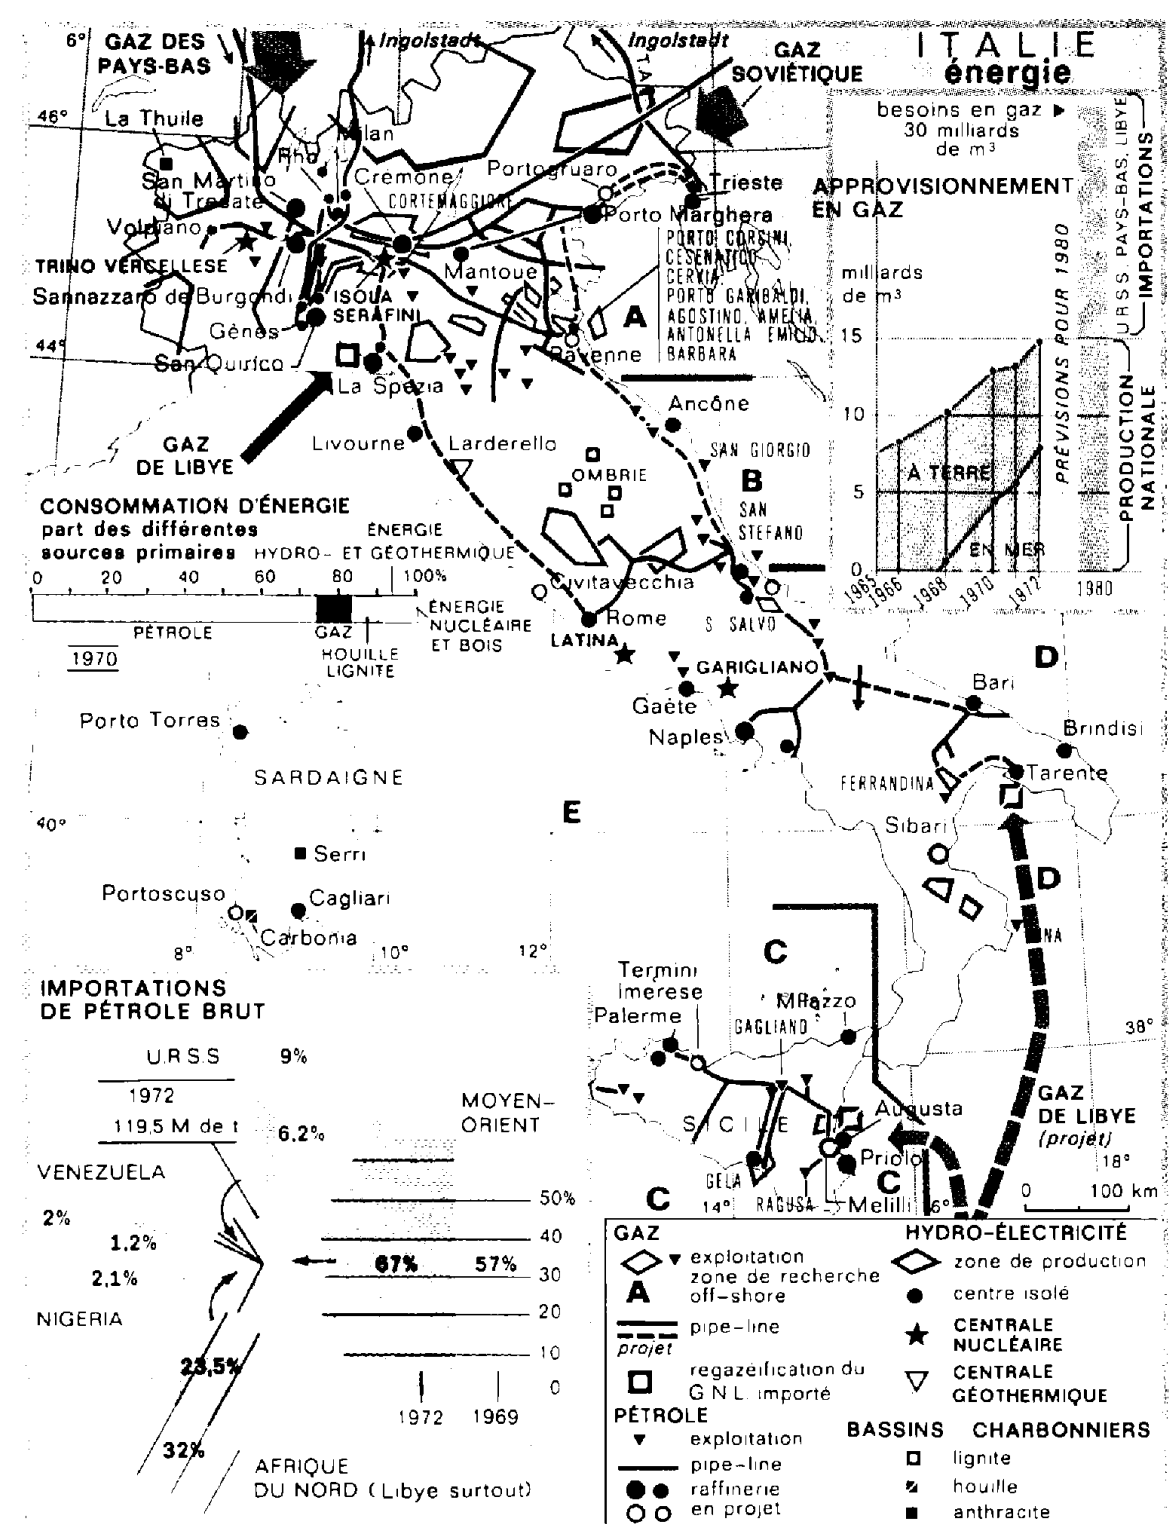 ITALIE
énergie
6°
GAZ DES
PAYS-BAS
Ingolstadt
Ingolstadt
T.A.L.
GAZ
SOVIÉTIQUE
46°
La Thuile
Milan
Rho
San Martino
di Trecate
Crémone
CORTEMAGGIORE
Portogruaro
Trieste
Volpiano
Porto Marghera
TRINO VERCELLESE
Mantoue
Sannazzaro de Burgondi
ISOLA
SERAFINI
PORTO CORSINI,
CESENATICO
CERVIA,
PORTO GARIBALDI,
AGOSTINO, AMELIA,
ANTONELLA EMILIO,
BARBARA
A
Gênes
44°
San Quirico
Ravenne
La Spezia
Ancône
GAZ
DE LIBYE
Livourne
Larderello
SAN GIORGIO
OMBRIE
B
SAN
STEFANO
Civitavecchia
Rome
LATINA
S. SALVO
GARIGLIANO
Gaète
Naples
D
Bari
Brindisi
FERRANDINA
Tarente
Sibari
D
Porto Torres
SARDAIGNE
40°
E
Serri
Portoscuso
Cagliari
Carbonia
8°
10°
12°
C
Termini
Imerese
Palerme
Milazzo
GAGLIANO
38°
SICILE
Augusta
Priolo
GELA
RAGUSA
Melilli
C
C
14°
6°
18°
GAZ
DE LIBYE
(projet)
0 100 km
besoins en gaz
30 milliards
de m³
APPROVISIONNEMENT
EN GAZ
milliards
de m³
15
10
5
0
À TERRE
EN MER
1965
1966
1968
1970
1972
1980
PRÉVISIONS POUR 1980
U.R.S.S. PAYS-BAS, LIBYE
IMPORTATIONS
PRODUCTION
NATIONALE
CONSOMMATION D'ÉNERGIE
part des différentes
sources primaires
ÉNERGIE
HYDRO- ET GÉOTHERMIQUE
0 20 40 60 80 100%
PÉTROLE
GAZ
HOUILLE
LIGNITE
ÉNERGIE
NUCLÉAIRE
ET BOIS
1970
IMPORTATIONS
DE PÉTROLE BRUT
U.R.S.S 9%
1972
119,5 M de t
6.2%
MOYEN-
ORIENT
VENEZUELA
2%
1.2%
2,1%
NIGERIA
67% 57%
50%
40
30
20
10
0
1972 1969
23,5%
32%
AFRIQUE
DU NORD (Libye surtout)
GAZ
exploitation
A
zone de recherche
off-shore
pipe-line
projet
regazéification du
G.N.L. importé
PÉTROLE
exploitation
pipe-line
raffinerie
en projet
HYDRO-ÉLECTRICITÉ
zone de production
centre isolé
CENTRALE
NUCLÉAIRE
CENTRALE
GÉOTHERMIQUE
BASSINS CHARBONNIERS
lignite
houille
anthracite